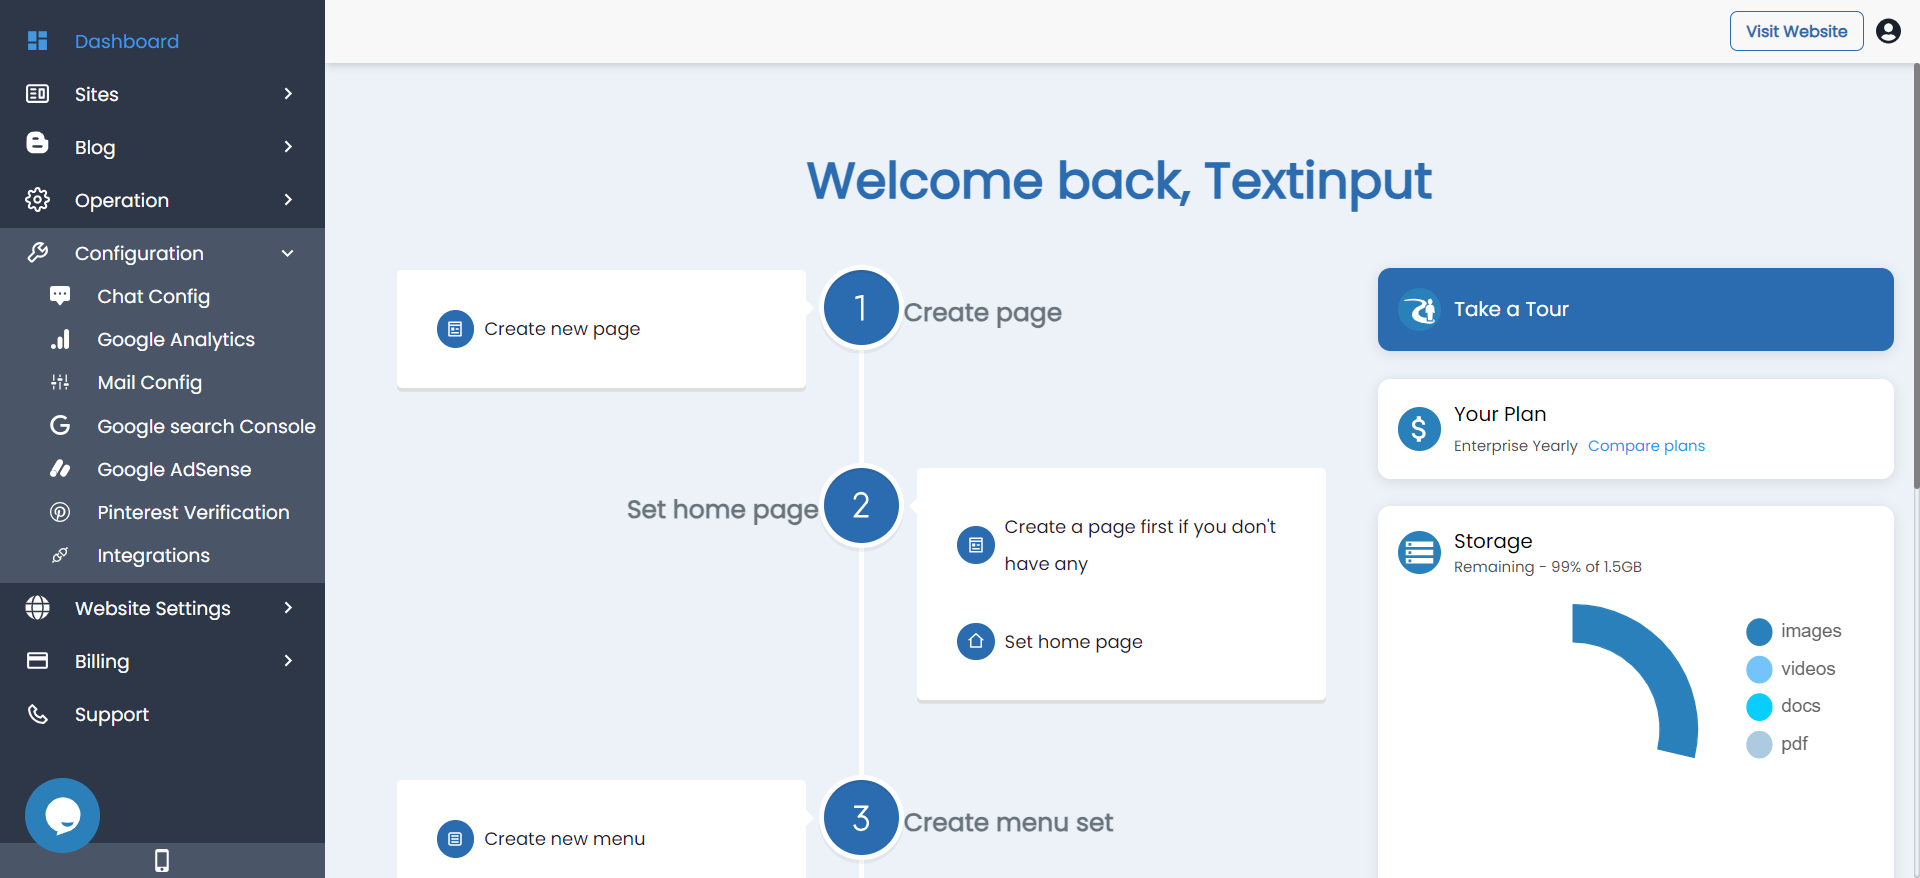 Dashboard
Sites
Blog
Operation
Configuration
Chat Config
Google Analytics
Mail Config
Google search Console
Google AdSense
Pinterest Verification
Integrations
Website Settings
Billing
Support
Visit Website
Welcome back, Textinput
Create new page
1
Create page
Set home page
2
Create a page first if you don't
have any
Set home page
Create new menu
3
Create menu set
Take a Tour
Your Plan
Enterprise Yearly Compare plans
Storage
Remaining - 99% of 1.5GB
images
videos
docs
pdf